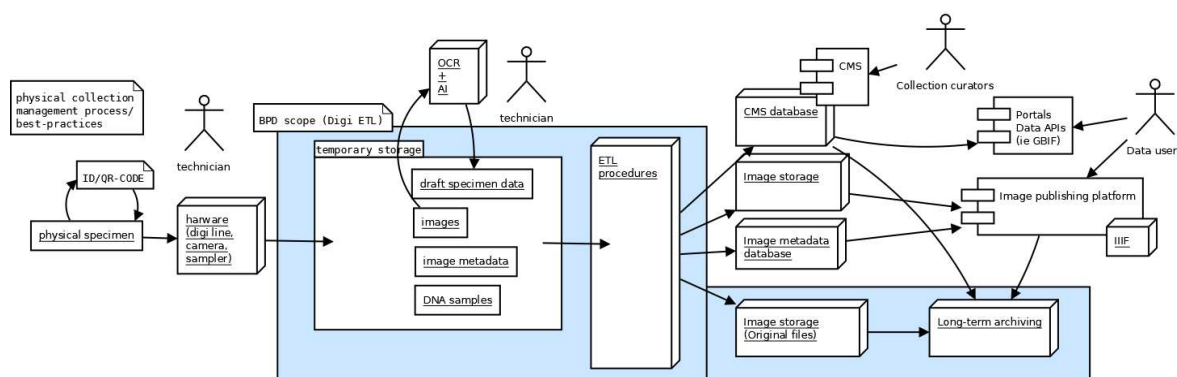 physical collection
management process/
best-practices
technician
ID/QR-CODE
physical specimen
harware
(digi line,
camera,
sampler)
BPD scope (Digi ETL)
OCR
+
AI
technician
temporary storage
draft specimen data
images
image metadata
DNA samples
ETL
procedures
CMS
Collection curators
CMS database
Portals
Data APIs
(ie GBIF)
Data user
Image storage
Image publishing platform
IIIF
Image metadata
database
Image storage
(Original files)
Long-term archiving